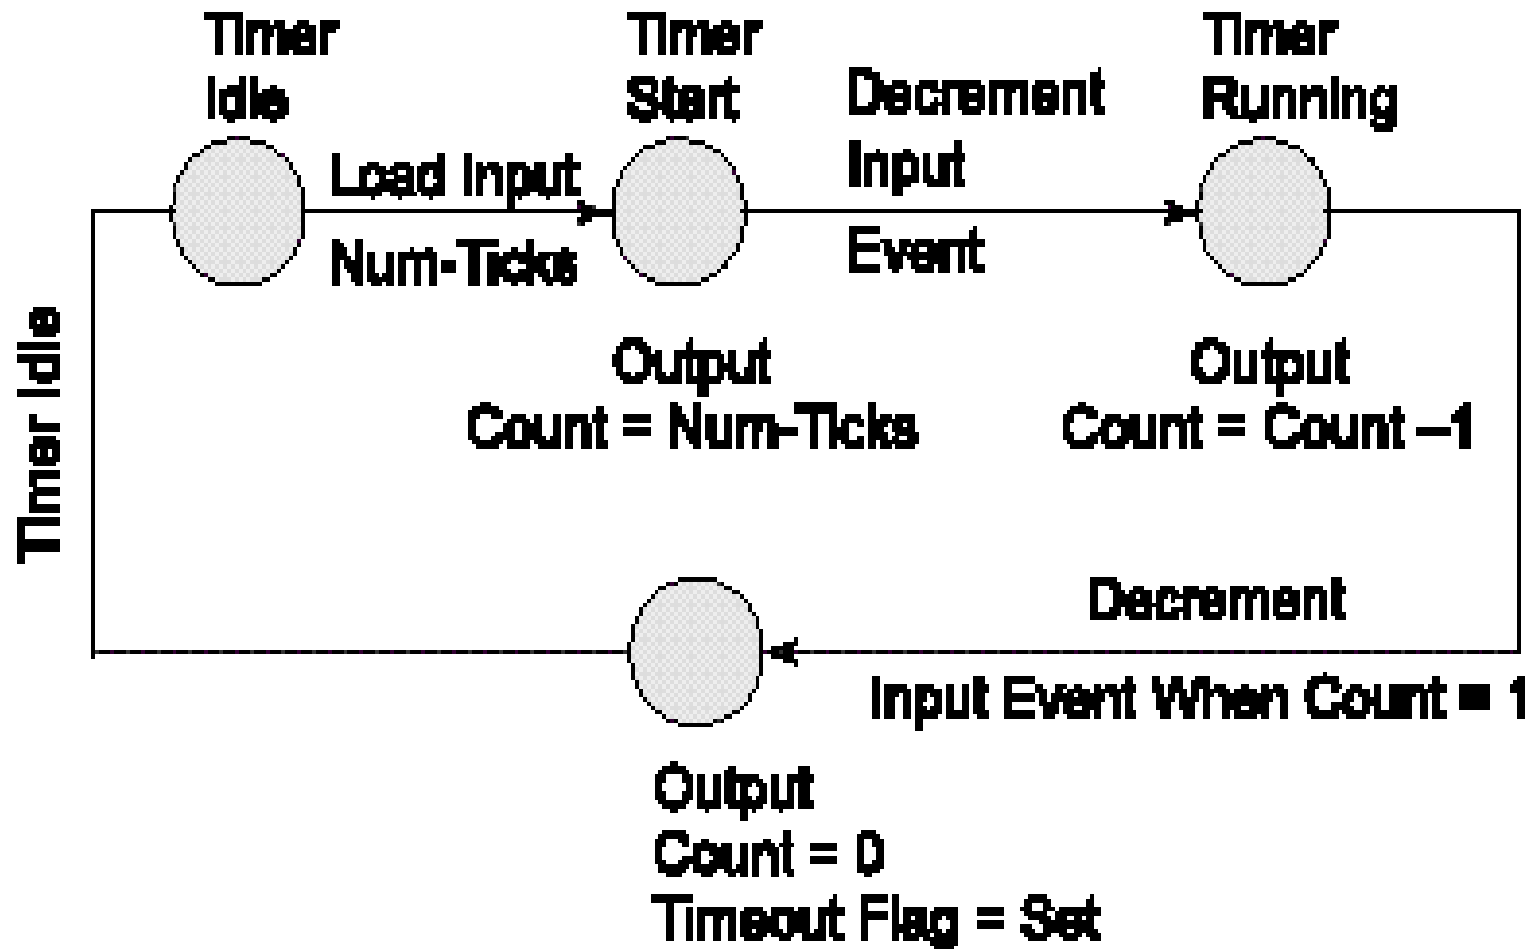 Timer
Idle
Timer
Start
Timer
Running
Load Input
Num-Ticks
Decrement
Input
Event
Output
Count = Num-Ticks
Output
Count = Count –1
Timer Idle
Decrement
Input Event When Count = 1
Output
Count = 0
Timeout Flag = Set